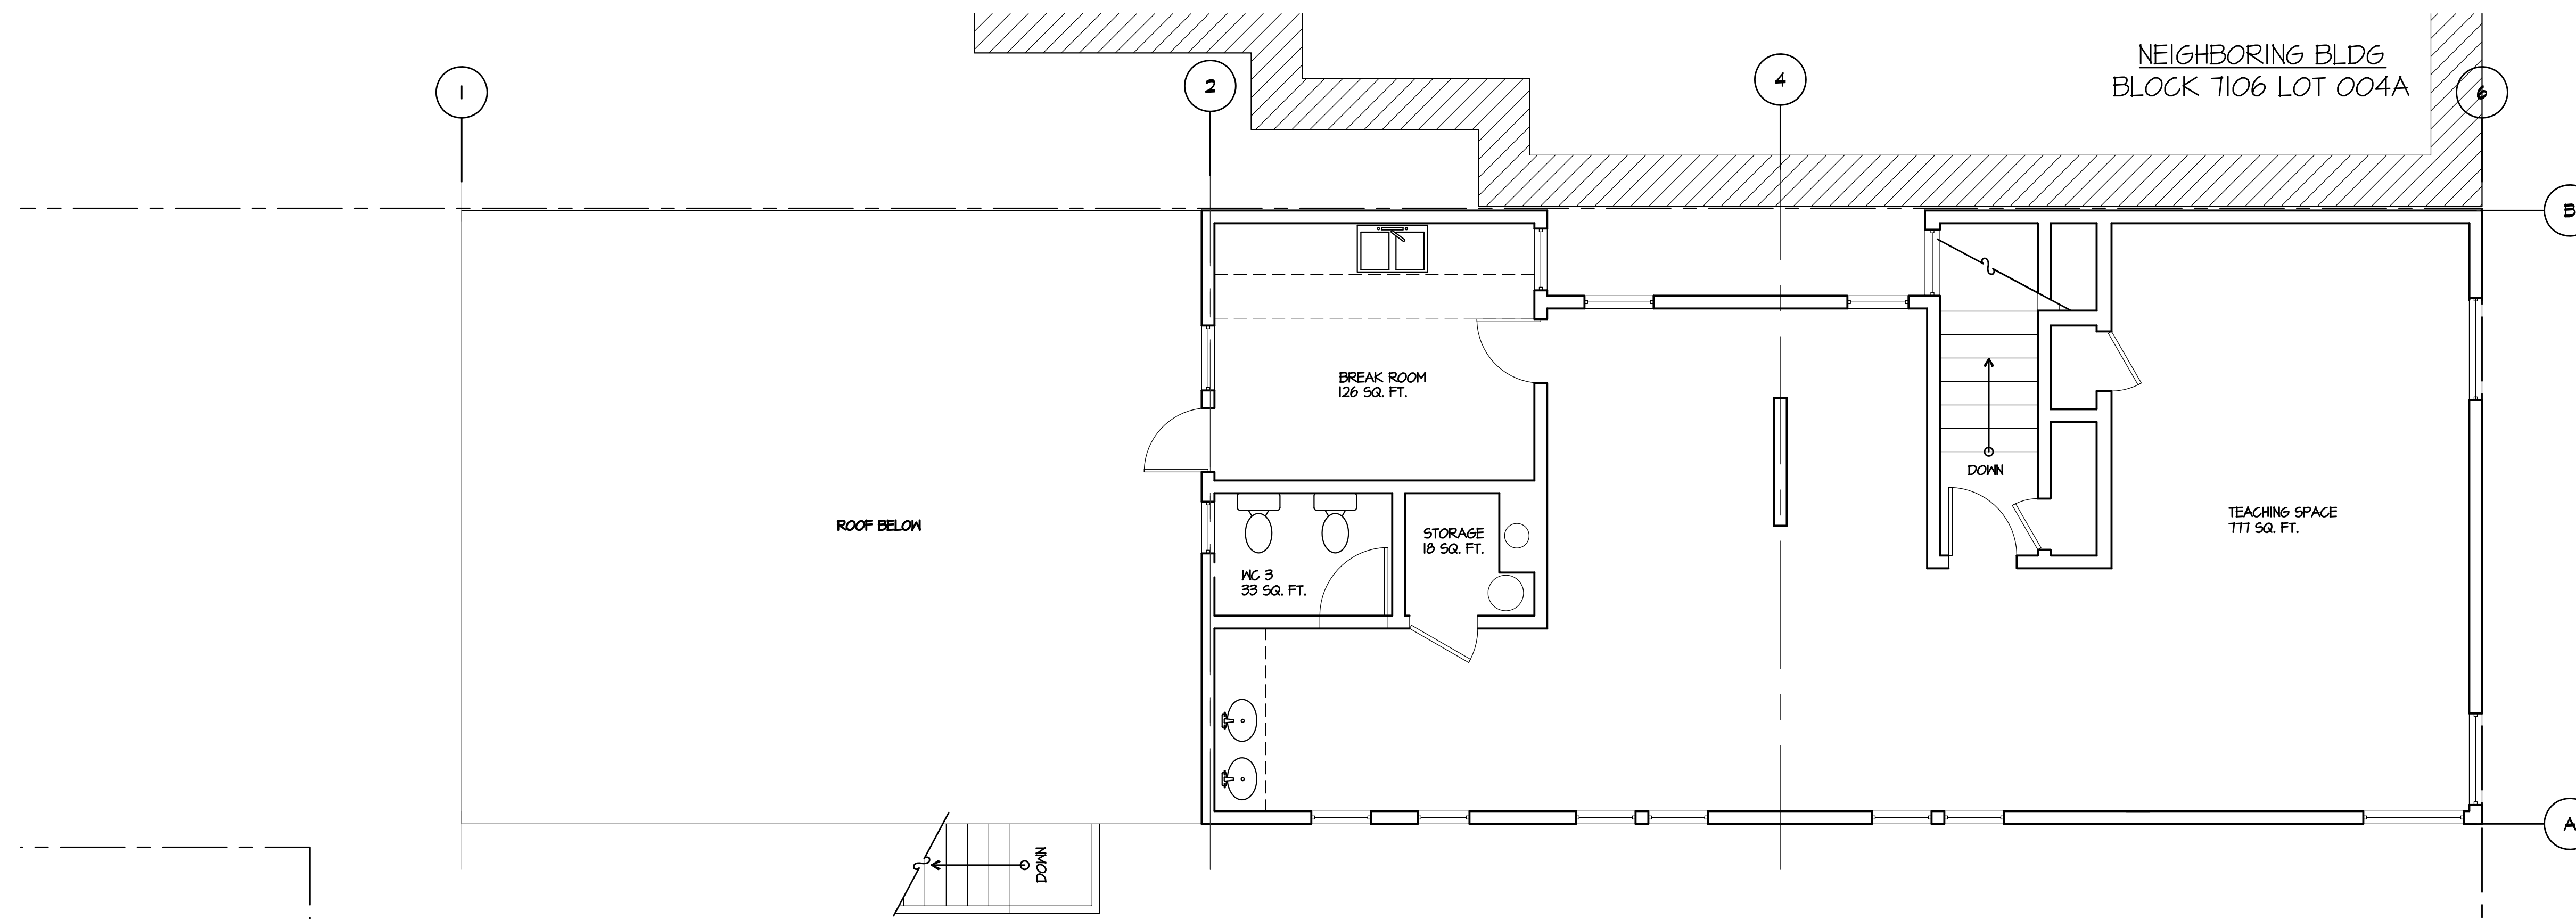 NEIGHBORING BLDG
BLOCK 7106 LOT 004A
1
2
4
6
B
BREAK ROOM
126 SQ. FT.
DOWN
ROOF BELOW
STORAGE
18 SQ. FT.
TEACHING SPACE
777 SQ. FT.
WC 3
33 SQ. FT.
A
DOWN